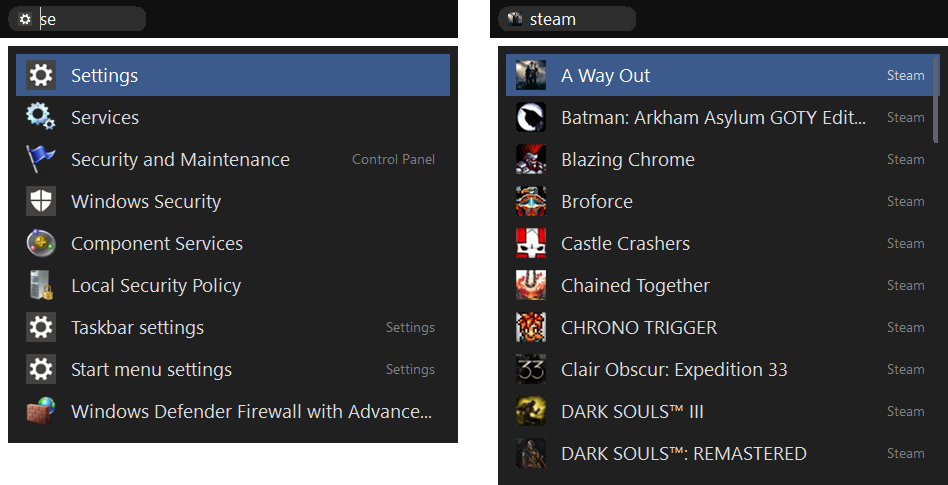 se
Settings
Services
Security and Maintenance Control Panel
Windows Security
Component Services
Local Security Policy
Taskbar settings Settings
Start menu settings Settings
Windows Defender Firewall with Advance...
steam
A Way Out Steam
Batman: Arkham Asylum GOTY Edit... Steam
Blazing Chrome Steam
Broforce Steam
Castle Crashers Steam
Chained Together Steam
CHRONO TRIGGER Steam
Clair Obscur: Expedition 33 Steam
DARK SOULS™ III Steam
DARK SOULS™: REMASTERED Steam